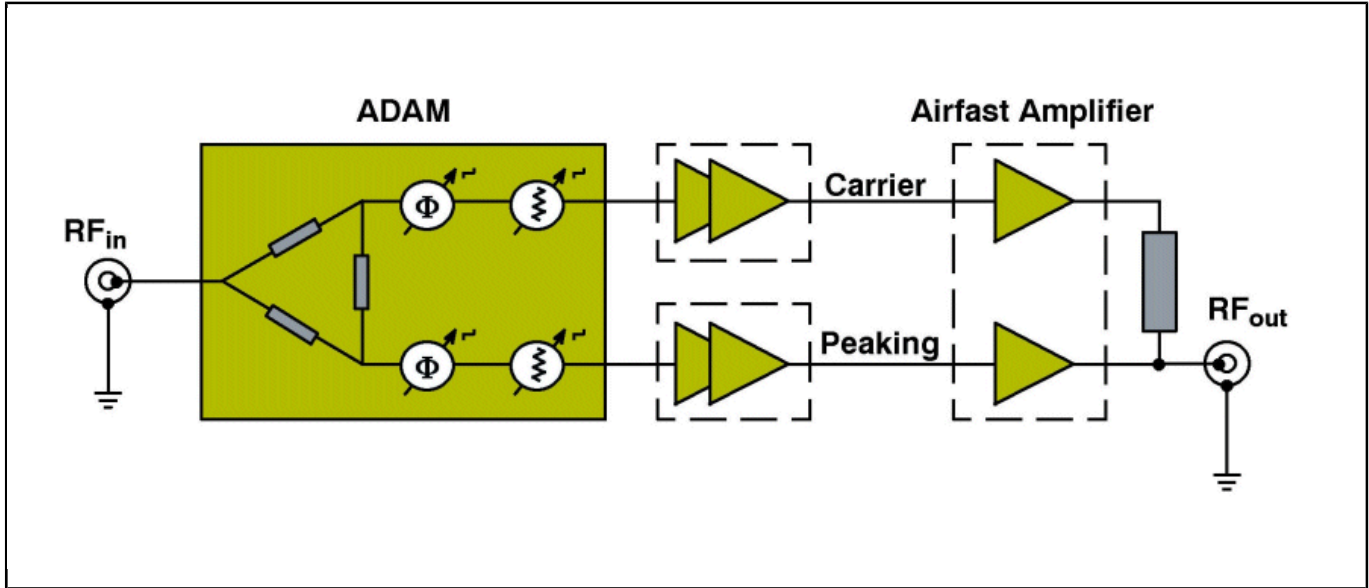 ADAM
Airfast Amplifier
RFin
Φ
Carrier
Φ
Peaking
RFout